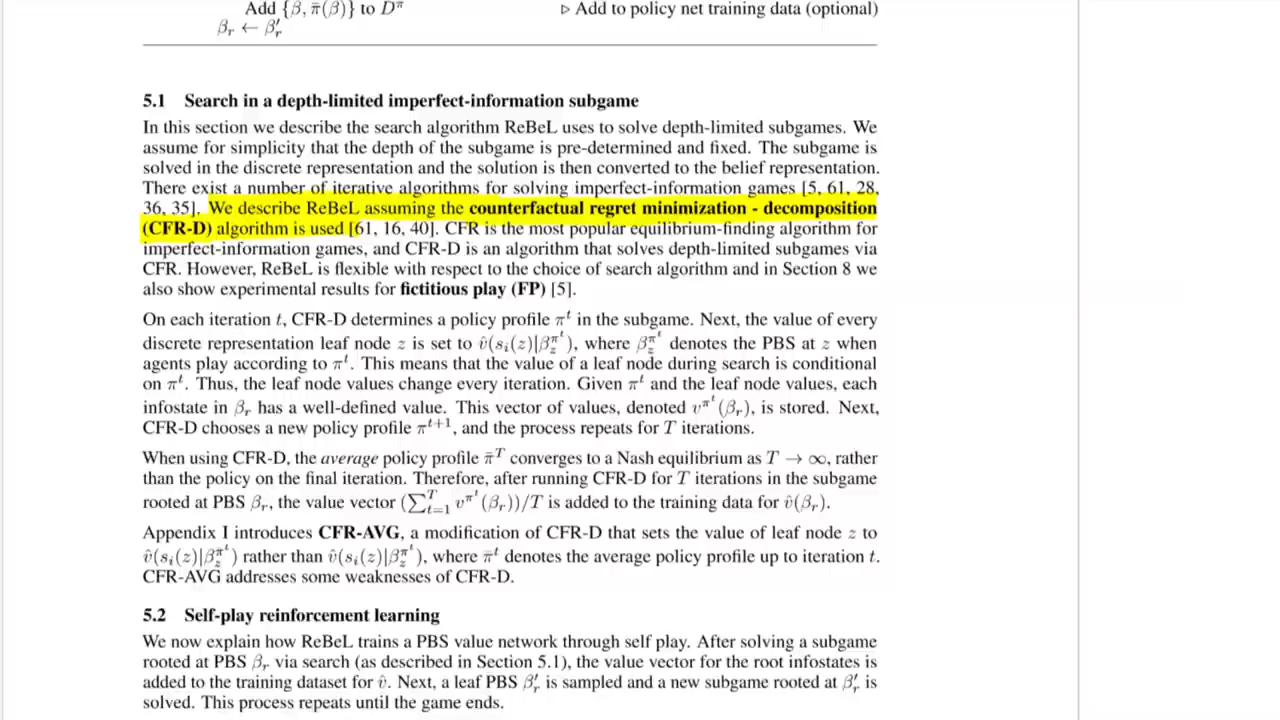 Add {β, π̄(β)} to D^π ▷ Add to policy net training data (optional)
β_r ← β′_r
5.1 Search in a depth-limited imperfect-information subgame
In this section we describe the search algorithm ReBeL uses to solve depth-limited subgames. We
assume for simplicity that the depth of the subgame is pre-determined and fixed. The subgame is
solved in the discrete representation and the solution is then converted to the belief representation.
There exist a number of iterative algorithms for solving imperfect-information games [5, 61, 28,
36, 35]. We describe ReBeL assuming the counterfactual regret minimization - decomposition
(CFR-D) algorithm is used [61, 16, 40]. CFR is the most popular equilibrium-finding algorithm for
imperfect-information games, and CFR-D is an algorithm that solves depth-limited subgames via
CFR. However, ReBeL is flexible with respect to the choice of search algorithm and in Section 8 we
also show experimental results for fictitious play (FP) [5].
On each iteration t, CFR-D determines a policy profile π^t in the subgame. Next, the value of every
discrete representation leaf node z is set to v̂(s_i(z)|β_z^{π^t}), where β_z^{π^t} denotes the PBS at z when
agents play according to π^t. This means that the value of a leaf node during search is conditional
on π^t. Thus, the leaf node values change every iteration. Given π^t and the leaf node values, each
infostate in β_r has a well-defined value. This vector of values, denoted v^{π^t}(β_r), is stored. Next,
CFR-D chooses a new policy profile π^{t+1}, and the process repeats for T iterations.
When using CFR-D, the average policy profile π̄^T converges to a Nash equilibrium as T → ∞, rather
than the policy on the final iteration. Therefore, after running CFR-D for T iterations in the subgame
rooted at PBS β_r, the value vector (∑_{t=1}^T v^{π^t}(β_r))/T is added to the training data for v̂(β_r).
Appendix I introduces CFR-AVG, a modification of CFR-D that sets the value of leaf node z to
v̂(s_i(z)|β_z^{π̄^t}) rather than v̂(s_i(z)|β_z^{π^t}), where π̄^t denotes the average policy profile up to iteration t.
CFR-AVG addresses some weaknesses of CFR-D.
5.2 Self-play reinforcement learning
We now explain how ReBeL trains a PBS value network through self play. After solving a subgame
rooted at PBS β_r via search (as described in Section 5.1), the value vector for the root infostates is
added to the training dataset for v̂. Next, a leaf PBS β′_r is sampled and a new subgame rooted at β′_r is
solved. This process repeats until the game ends.